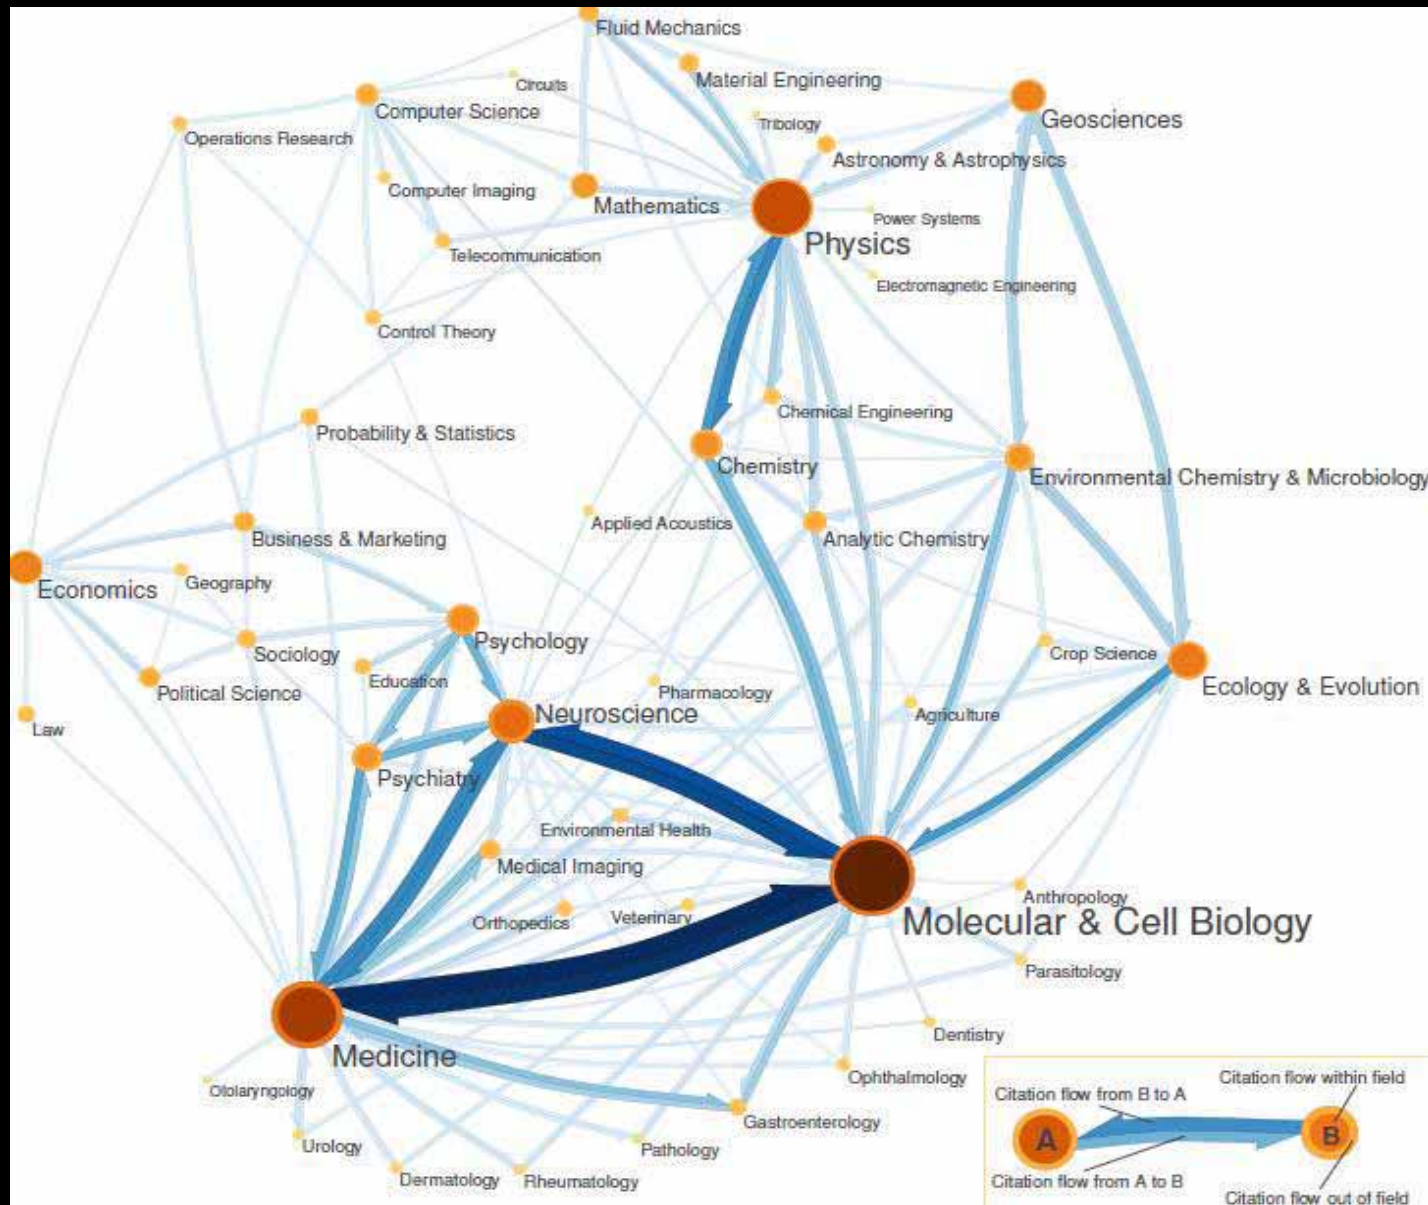 Fluid Mechanics
Material Engineering
Circuits
Computer Science
Geosciences
Tribology
Operations Research
Astronomy & Astrophysics
Computer Imaging
Mathematics
Power Systems
Physics
Telecommunication
Electromagnetic Engineering
Control Theory
Chemical Engineering
Probability & Statistics
Chemistry
Environmental Chemistry & Microbiology
Applied Acoustics
Business & Marketing
Analytic Chemistry
Geography
Economics
Psychology
Sociology
Crop Science
Education
Ecology & Evolution
Political Science
Pharmacology
Neuroscience
Agriculture
Law
Psychiatry
Environmental Health
Medical Imaging
Anthropology
Orthopedics
Veterinary
Molecular & Cell Biology
Parasitology
Dentistry
Medicine
Ophthalmology
Otolaryngology
Gastroenterology
Urology
Pathology
Dermatology
Rheumatology
Citation flow from B to A
Citation flow within field
A
B
Citation flow from A to B
Citation flow out of field